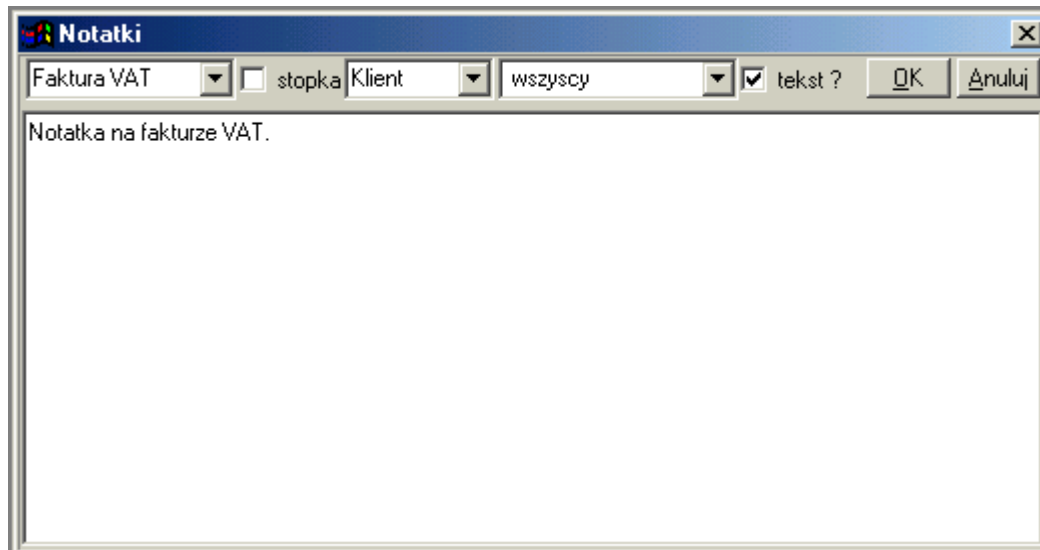 Notatki
Faktura VAT stopka Klient wszyscy tekst ? OK Anuluj
Notatka na fakturze VAT.